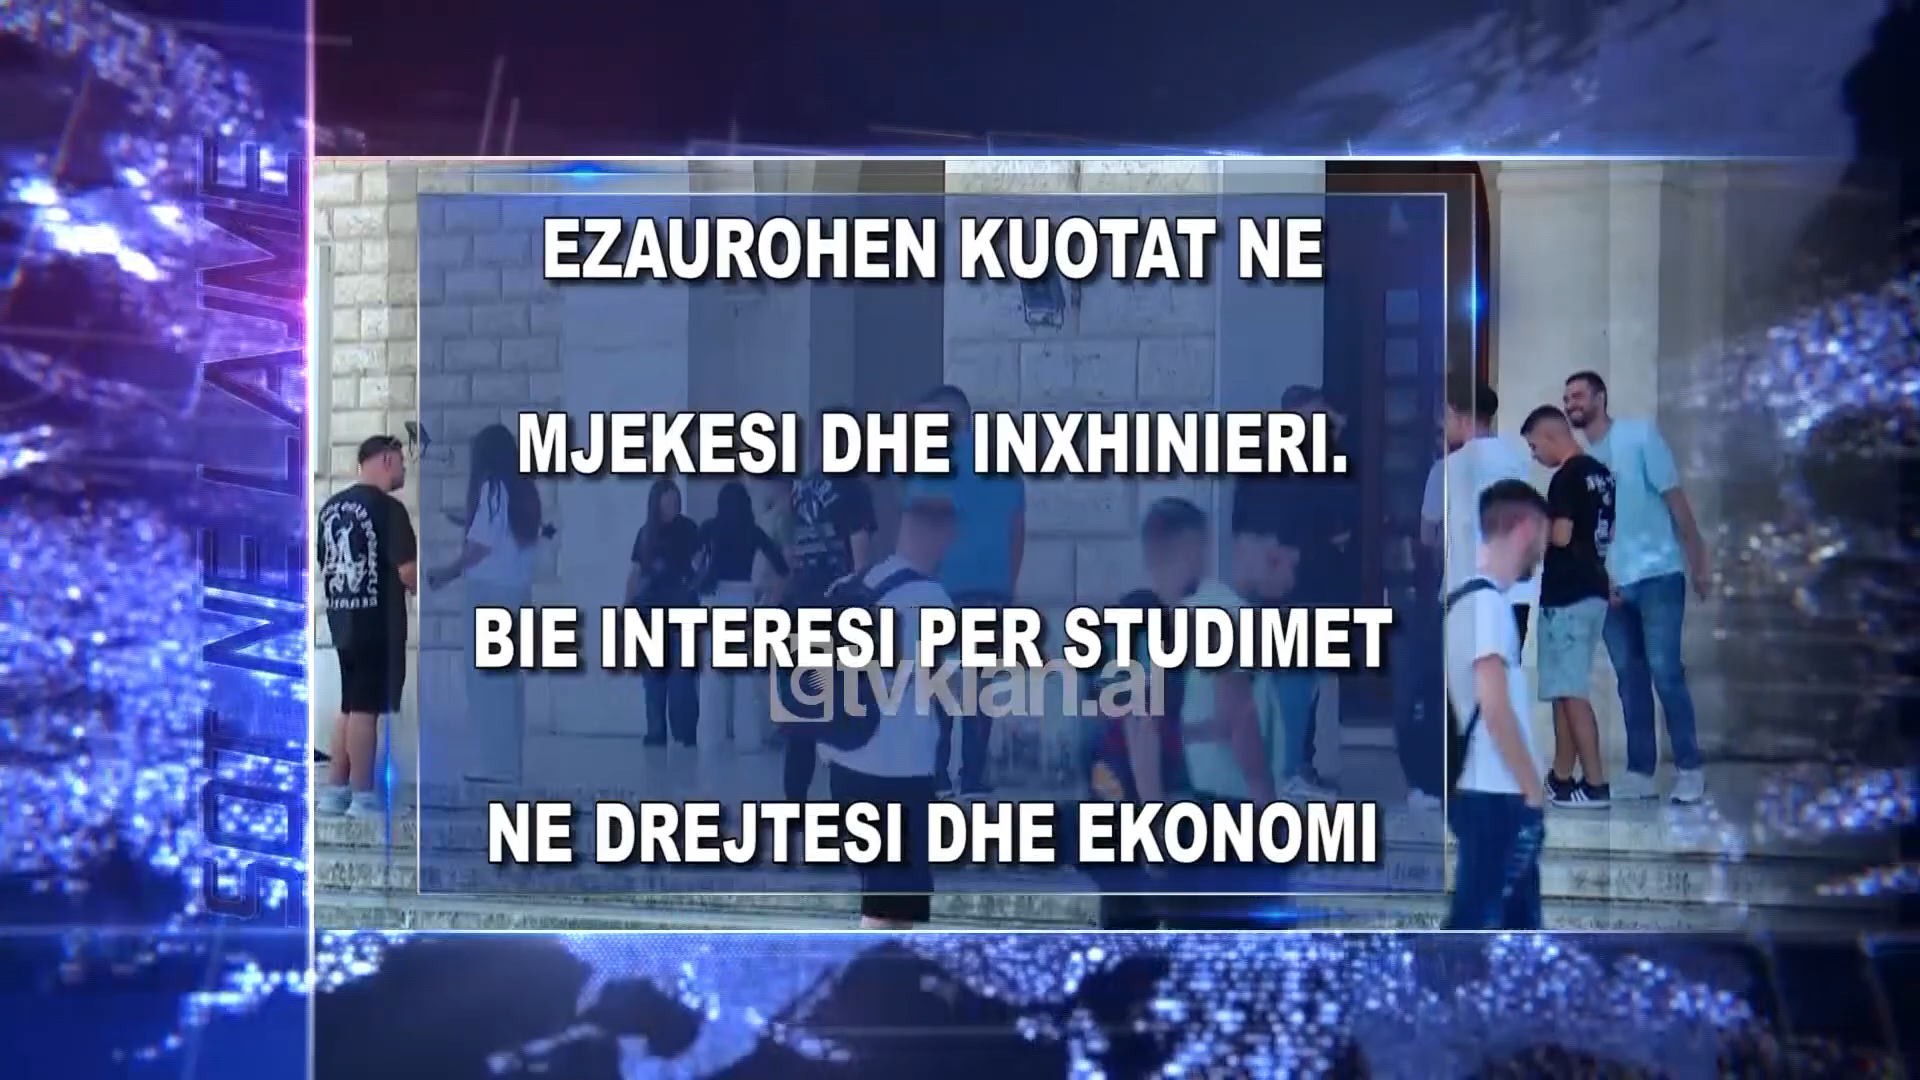 EZAUROHEN KUOTAT NE
MJEKESI DHE INXHINIERI.
BIE INTERESI PER STUDIMET
NE DREJTESI DHE EKONOMI
tvklan.al
SOT NE LAJME